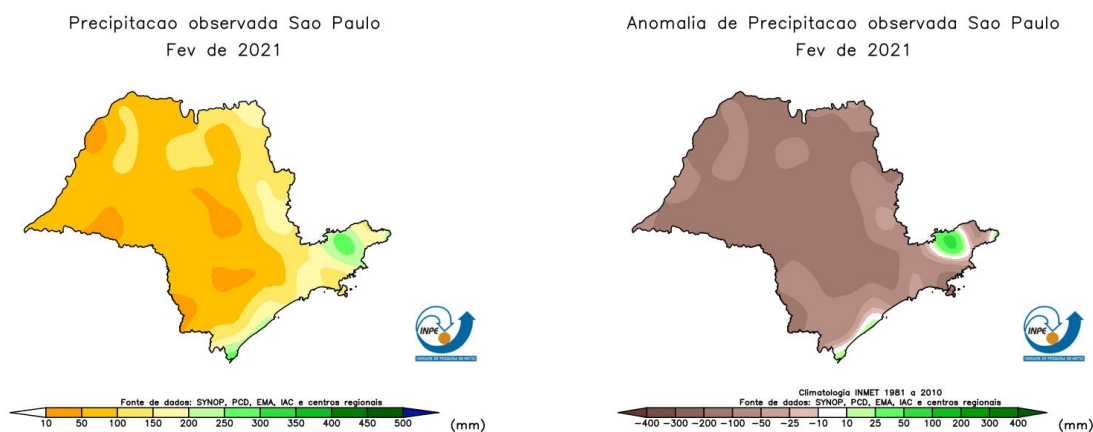 Precipitacao observada Sao Paulo
Fev de 2021
INPE
Fonte de dados: SYNOP, PCD, EMA, IAC e centros regionais
10 50 100 150 200 250 300 350 400 450 500
(mm)
Anomalia de Precipitacao observada Sao Paulo
Fev de 2021
INPE
Climatologia INMET 1981 a 2010
Fonte de dados: SYNOP, PCD, EMA, IAC e centros regionais
-400 -300 -200 -100 -50 -25 -10 10 25 50 100 200 300 400
(mm)